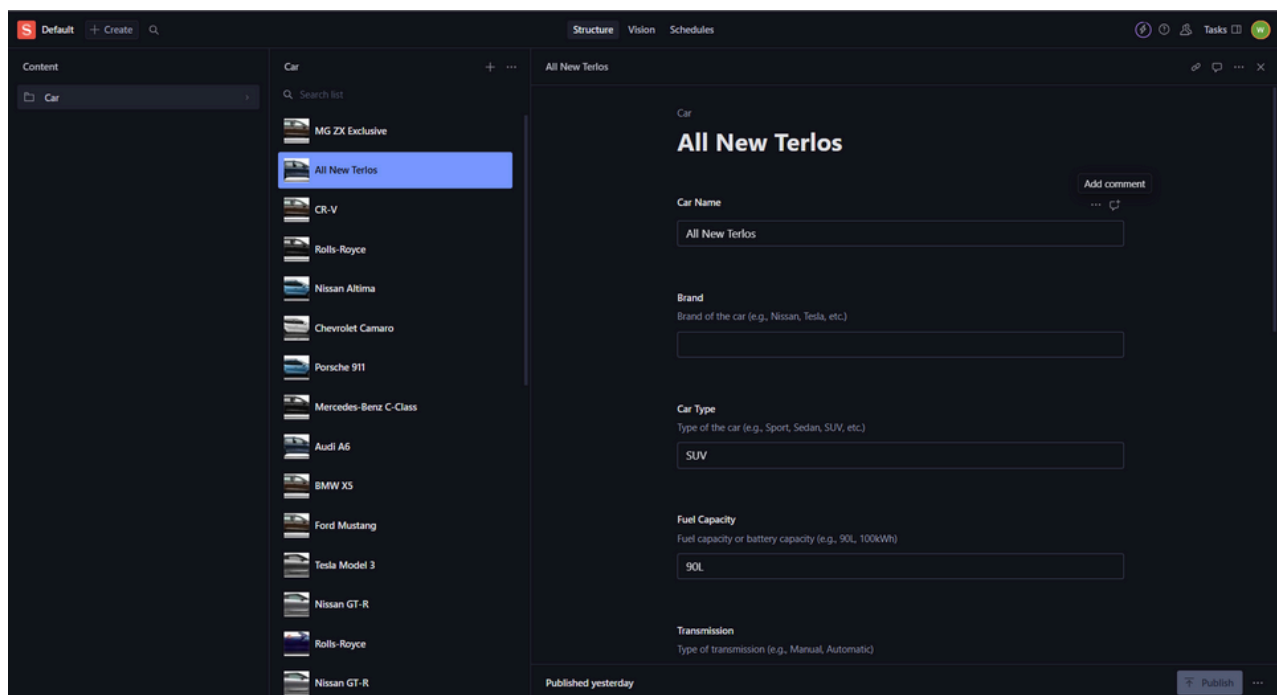 S Default + Create Structure Vision Schedules Tasks W
Content
Car
Car
Search list
MG ZX Exclusive
All New Terlos
CR-V
Rolls-Royce
Nissan Altima
Chevrolet Camaro
Porsche 911
Mercedes-Benz C-Class
Audi A6
BMW X5
Ford Mustang
Tesla Model 3
Nissan GT-R
Rolls-Royce
Nissan GT-R
All New Terlos
Car
All New Terlos
Add comment
Car Name
All New Terlos
Brand
Brand of the car (e.g., Nissan, Tesla, etc.)
Car Type
Type of the car (e.g., Sport, Sedan, SUV, etc.)
SUV
Fuel Capacity
Fuel capacity or battery capacity (e.g., 90L, 100kWh)
90L
Transmission
Type of transmission (e.g., Manual, Automatic)
Published yesterday
Publish